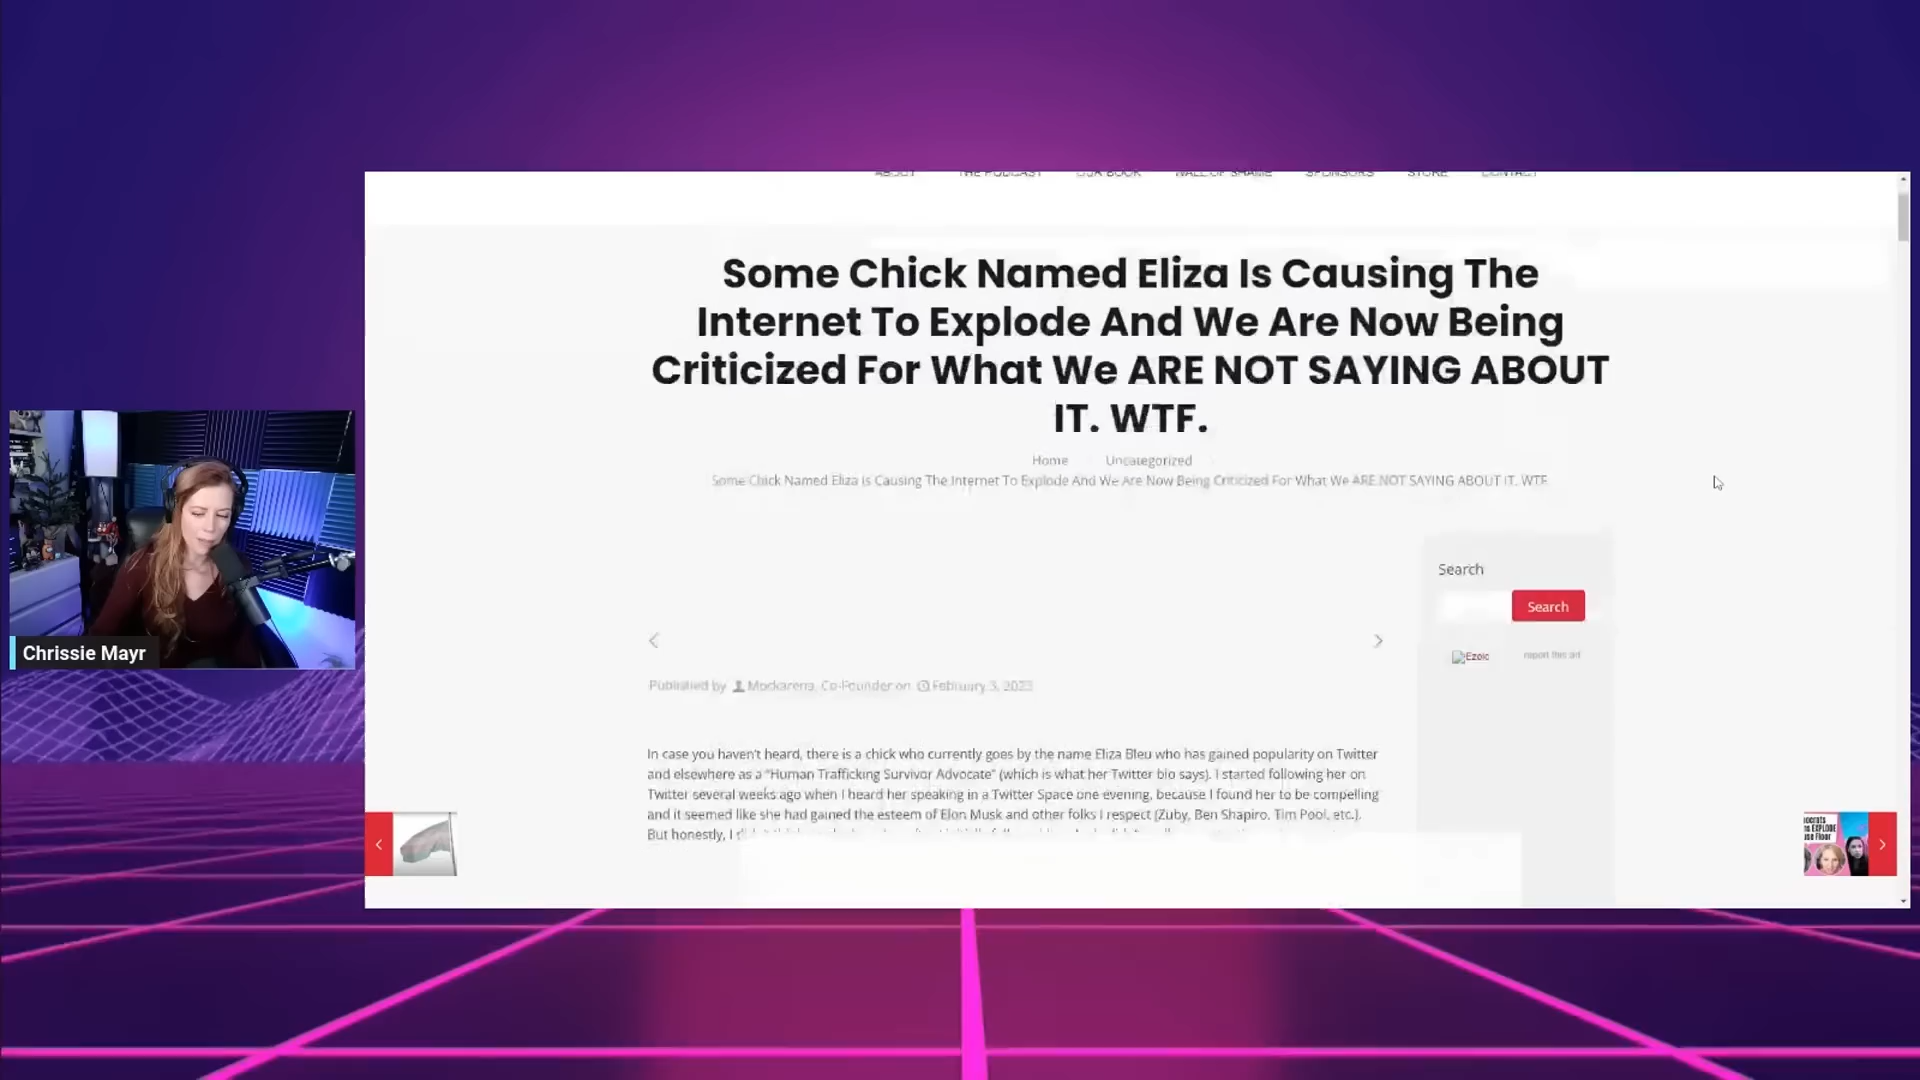 ABOUT THE PODCAST OUR BOOK WALL OF SHAME SPONSORS STORE CONTACT
Some Chick Named Eliza Is Causing The
Internet To Explode And We Are Now Being
Criticized For What We ARE NOT SAYING ABOUT
IT. WTF.
Home Uncategorized
Some Chick Named Eliza Is Causing The Internet To Explode And We Are Now Being Criticized For What We ARE NOT SAYING ABOUT IT. WTF.
Search
Search
Ezoic report this ad
Published by Mockarena, Co-Founder on February 3, 2023
In case you haven't heard, there is a chick who currently goes by the name Eliza Bleu who has gained popularity on Twitter
and elsewhere as a "Human Trafficking Survivor Advocate" (which is what her Twitter bio says). I started following her on
Twitter several weeks ago when I heard her speaking in a Twitter Space one evening, because I found her to be compelling
and it seemed like she had gained the esteem of Elon Musk and other folks I respect (Zuby, Ben Shapiro, Tim Pool, etc.).
But honestly, I
Chrissie Mayr
EXPLODE
Floor